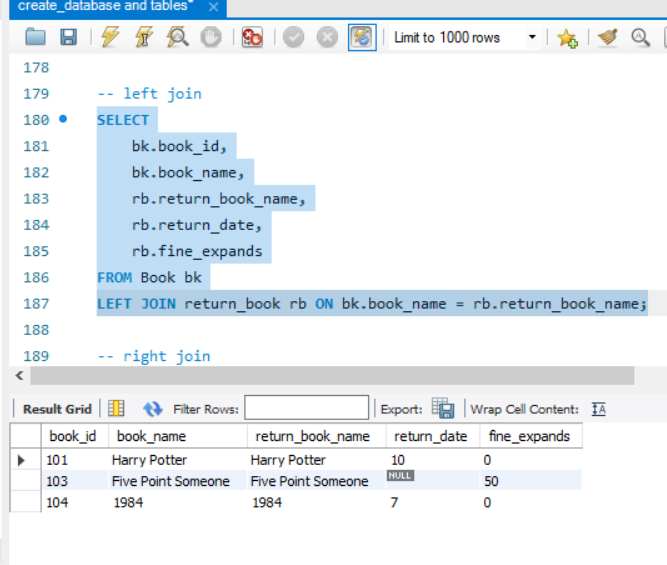 create_database and tables*
Limit to 1000 rows
178
179 -- left join
180 SELECT
181 bk.book_id,
182 bk.book_name,
183 rb.return_book_name,
184 rb.return_date,
185 rb.fine_expands
186 FROM Book bk
187 LEFT JOIN return_book rb ON bk.book_name = rb.return_book_name;
188
189 -- right join
Result Grid Filter Rows: Export: Wrap Cell Content:
book_id book_name return_book_name return_date fine_expands
101 Harry Potter Harry Potter 10 0
103 Five Point Someone Five Point Someone NULL 50
104 1984 1984 7 0